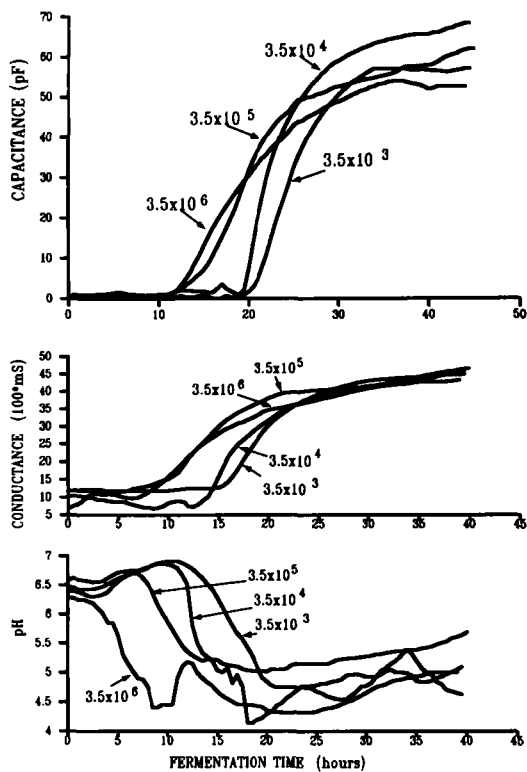 CAPACITANCE (pF)
70
60
50
40
30
20
10
0
3.5x10^4
3.5x10^5
3.5x10^3
3.5x10^6
0 10 20 30 40 50
CONDUCTANCE (100*mS)
50
45
40
35
30
25
20
15
10
5
3.5x10^5
3.5x10^6
3.5x10^4
3.5x10^3
0 5 10 15 20 25 30 35 40 45
pH
7
6.5
6
5.5
5
4.5
4
3.5x10^5
3.5x10^4
3.5x10^3
3.5x10^6
0 5 10 15 20 25 30 35 40 45
FERMENTATION TIME (hours)